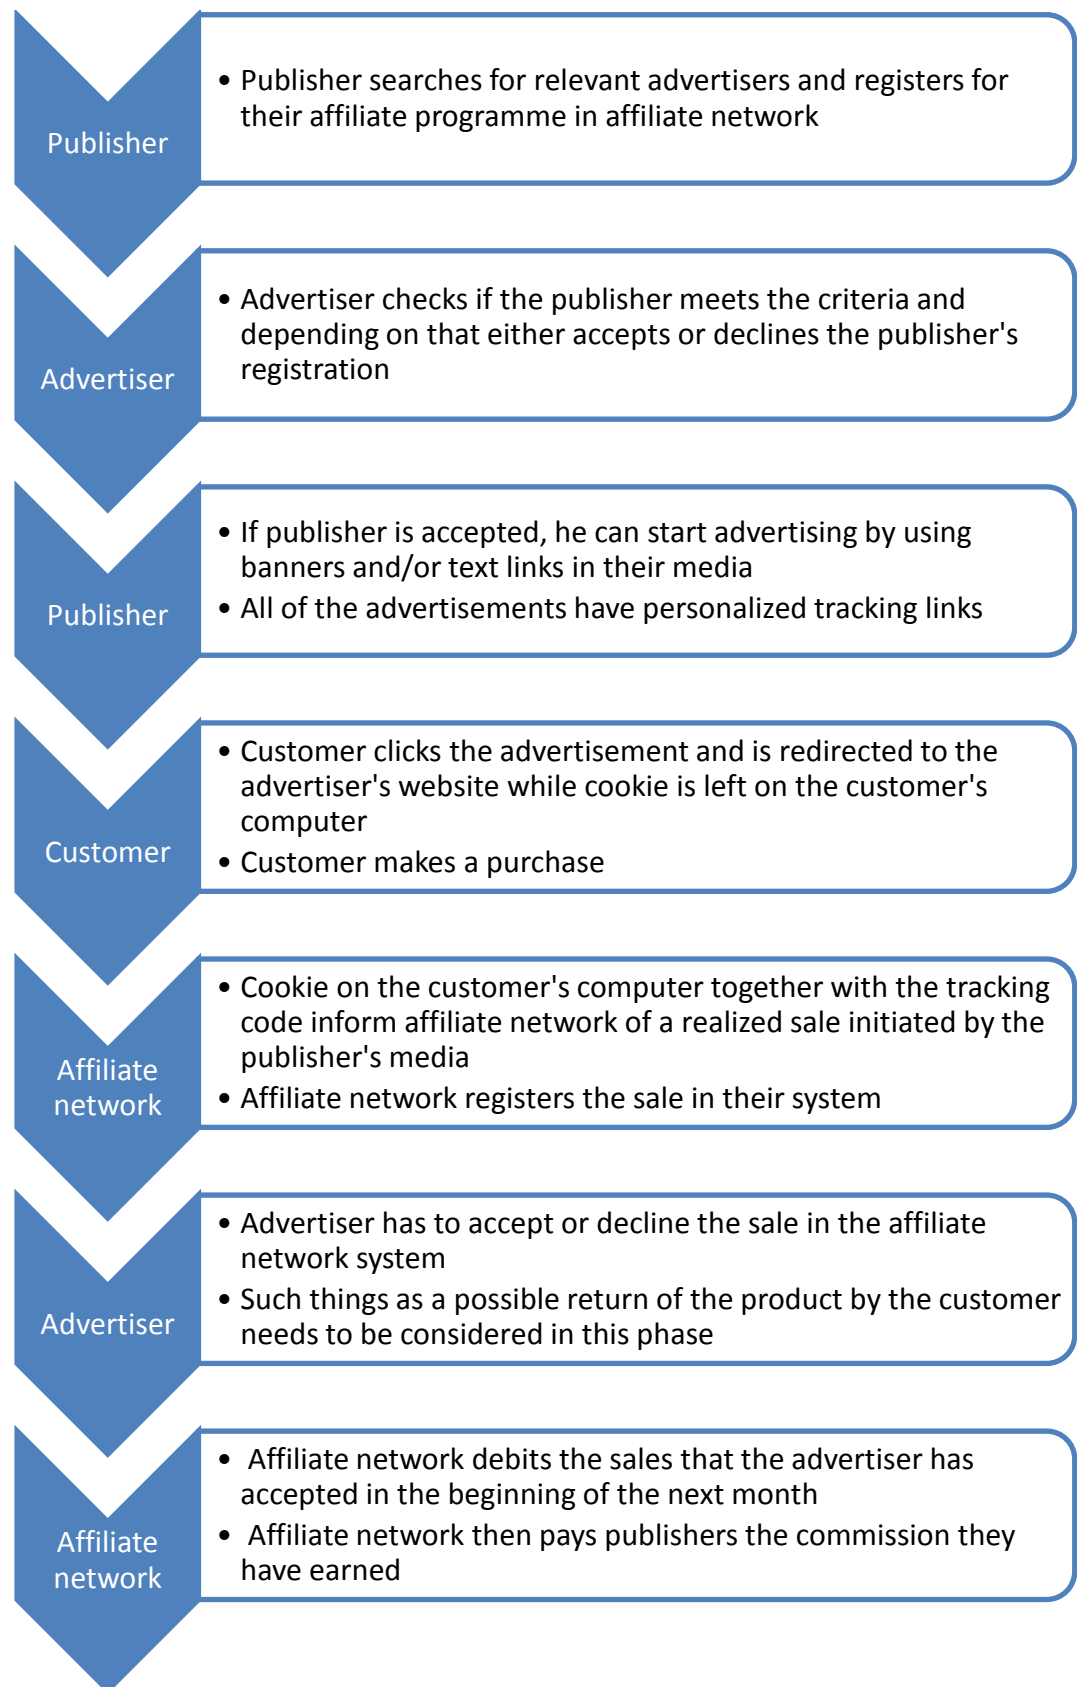 Publisher
• Publisher searches for relevant advertisers and registers for
their affiliate programme in affiliate network
Advertiser
• Advertiser checks if the publisher meets the criteria and
depending on that either accepts or declines the publisher's
registration
Publisher
• If publisher is accepted, he can start advertising by using
banners and/or text links in their media
• All of the advertisements have personalized tracking links
Customer
• Customer clicks the advertisement and is redirected to the
advertiser's website while cookie is left on the customer's
computer
• Customer makes a purchase
Affiliate
network
• Cookie on the customer's computer together with the tracking
code inform affiliate network of a realized sale initiated by the
publisher's media
• Affiliate network registers the sale in their system
Advertiser
• Advertiser has to accept or decline the sale in the affiliate
network system
• Such things as a possible return of the product by the customer
needs to be considered in this phase
Affiliate
network
• Affiliate network debits the sales that the advertiser has
accepted in the beginning of the next month
• Affiliate network then pays publishers the commission they
have earned